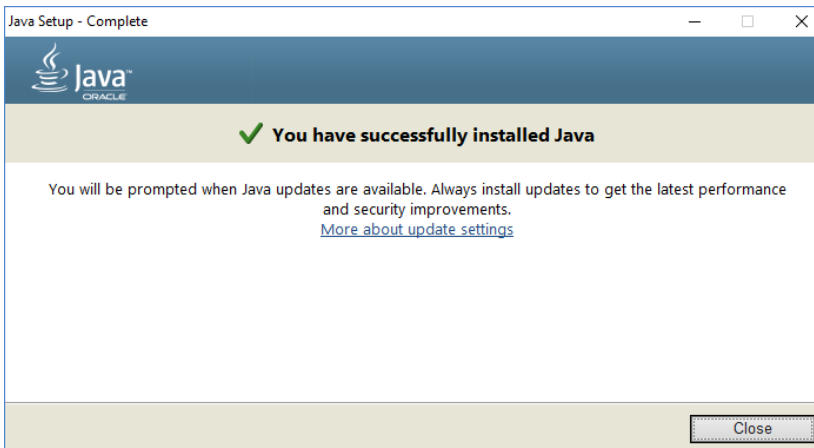 Java Setup - Complete
Java™
ORACLE
You have successfully installed Java
You will be prompted when Java updates are available. Always install updates to get the latest performance
and security improvements.
More about update settings
Close